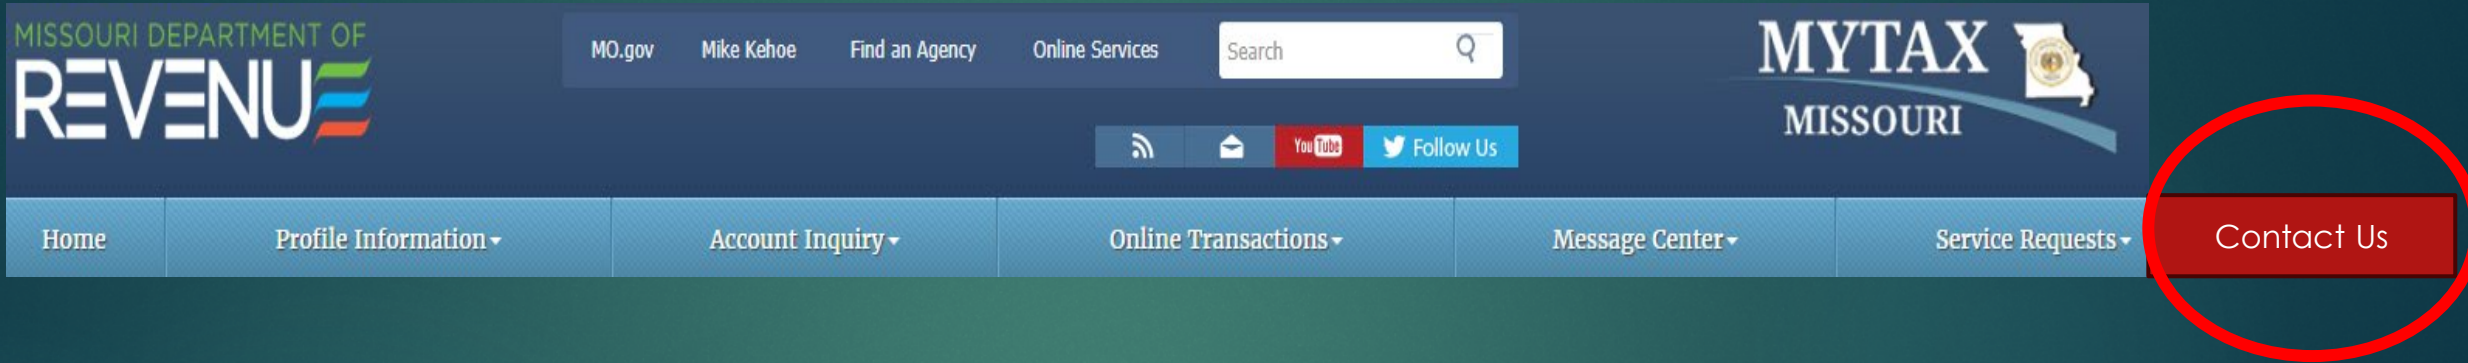 MISSOURI DEPARTMENT OF
REVENUE
MO.gov Mike Kehoe Find an Agency Online Services Search
You Tube Follow Us
MYTAX
MISSOURI
Home Profile Information Account Inquiry Online Transactions Message Center Service Requests Contact Us